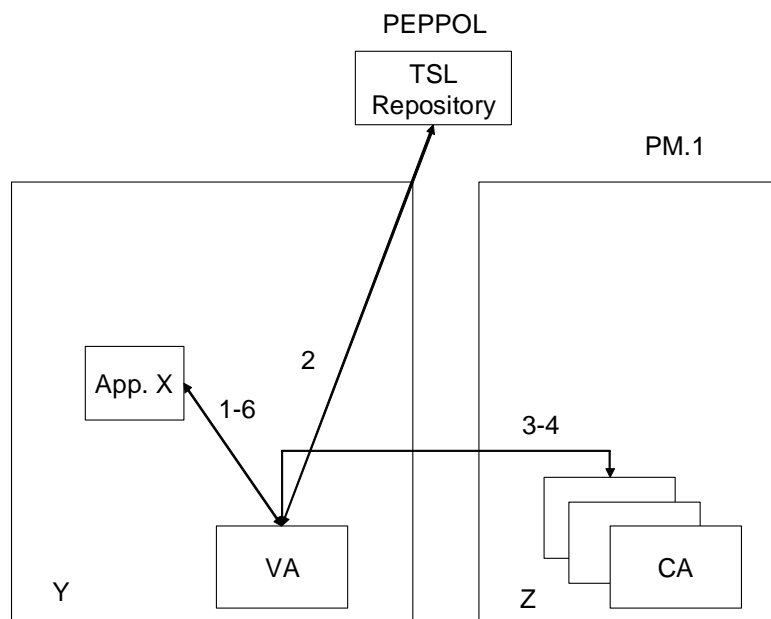 PEPPOL
TSL
Repository
PM.1
App. X
2
1-6
3-4
VA
CA
Y
Z